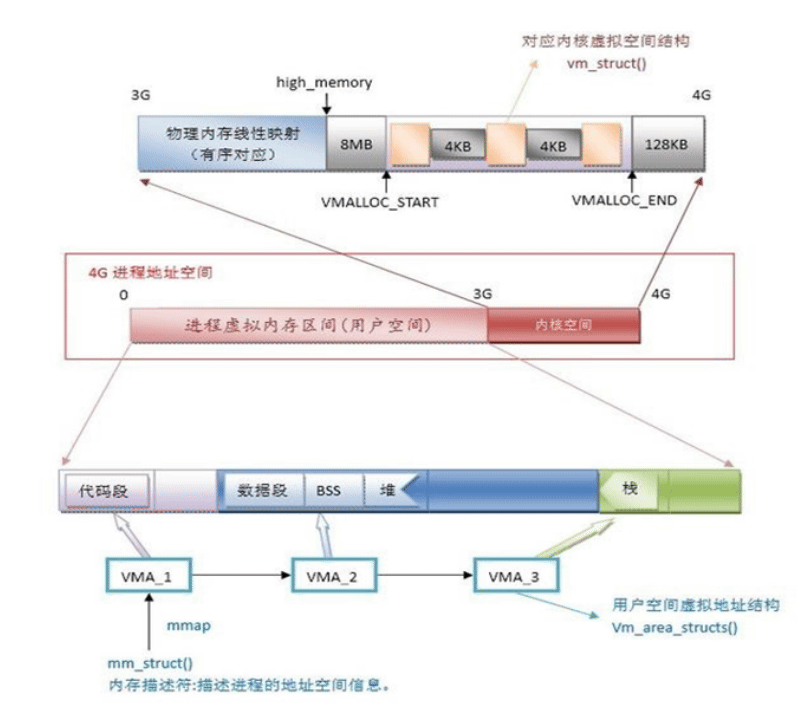 对应内核虚拟空间结构
vm_struct()
high_memory
3G
4G
物理内存线性映射
（有序对应）
8MB
4KB
4KB
128KB
VMALLOC_START
VMALLOC_END
4G 进程地址空间
0
3G
4G
进程虚拟内存区间(用户空间)
内核空间
代码段
数据段
BSS
堆
栈
VMA_1
VMA_2
VMA_3
mmap
用户空间虚拟地址结构
Vm_area_structs()
mm_struct()
内存描述符:描述进程的地址空间信息。